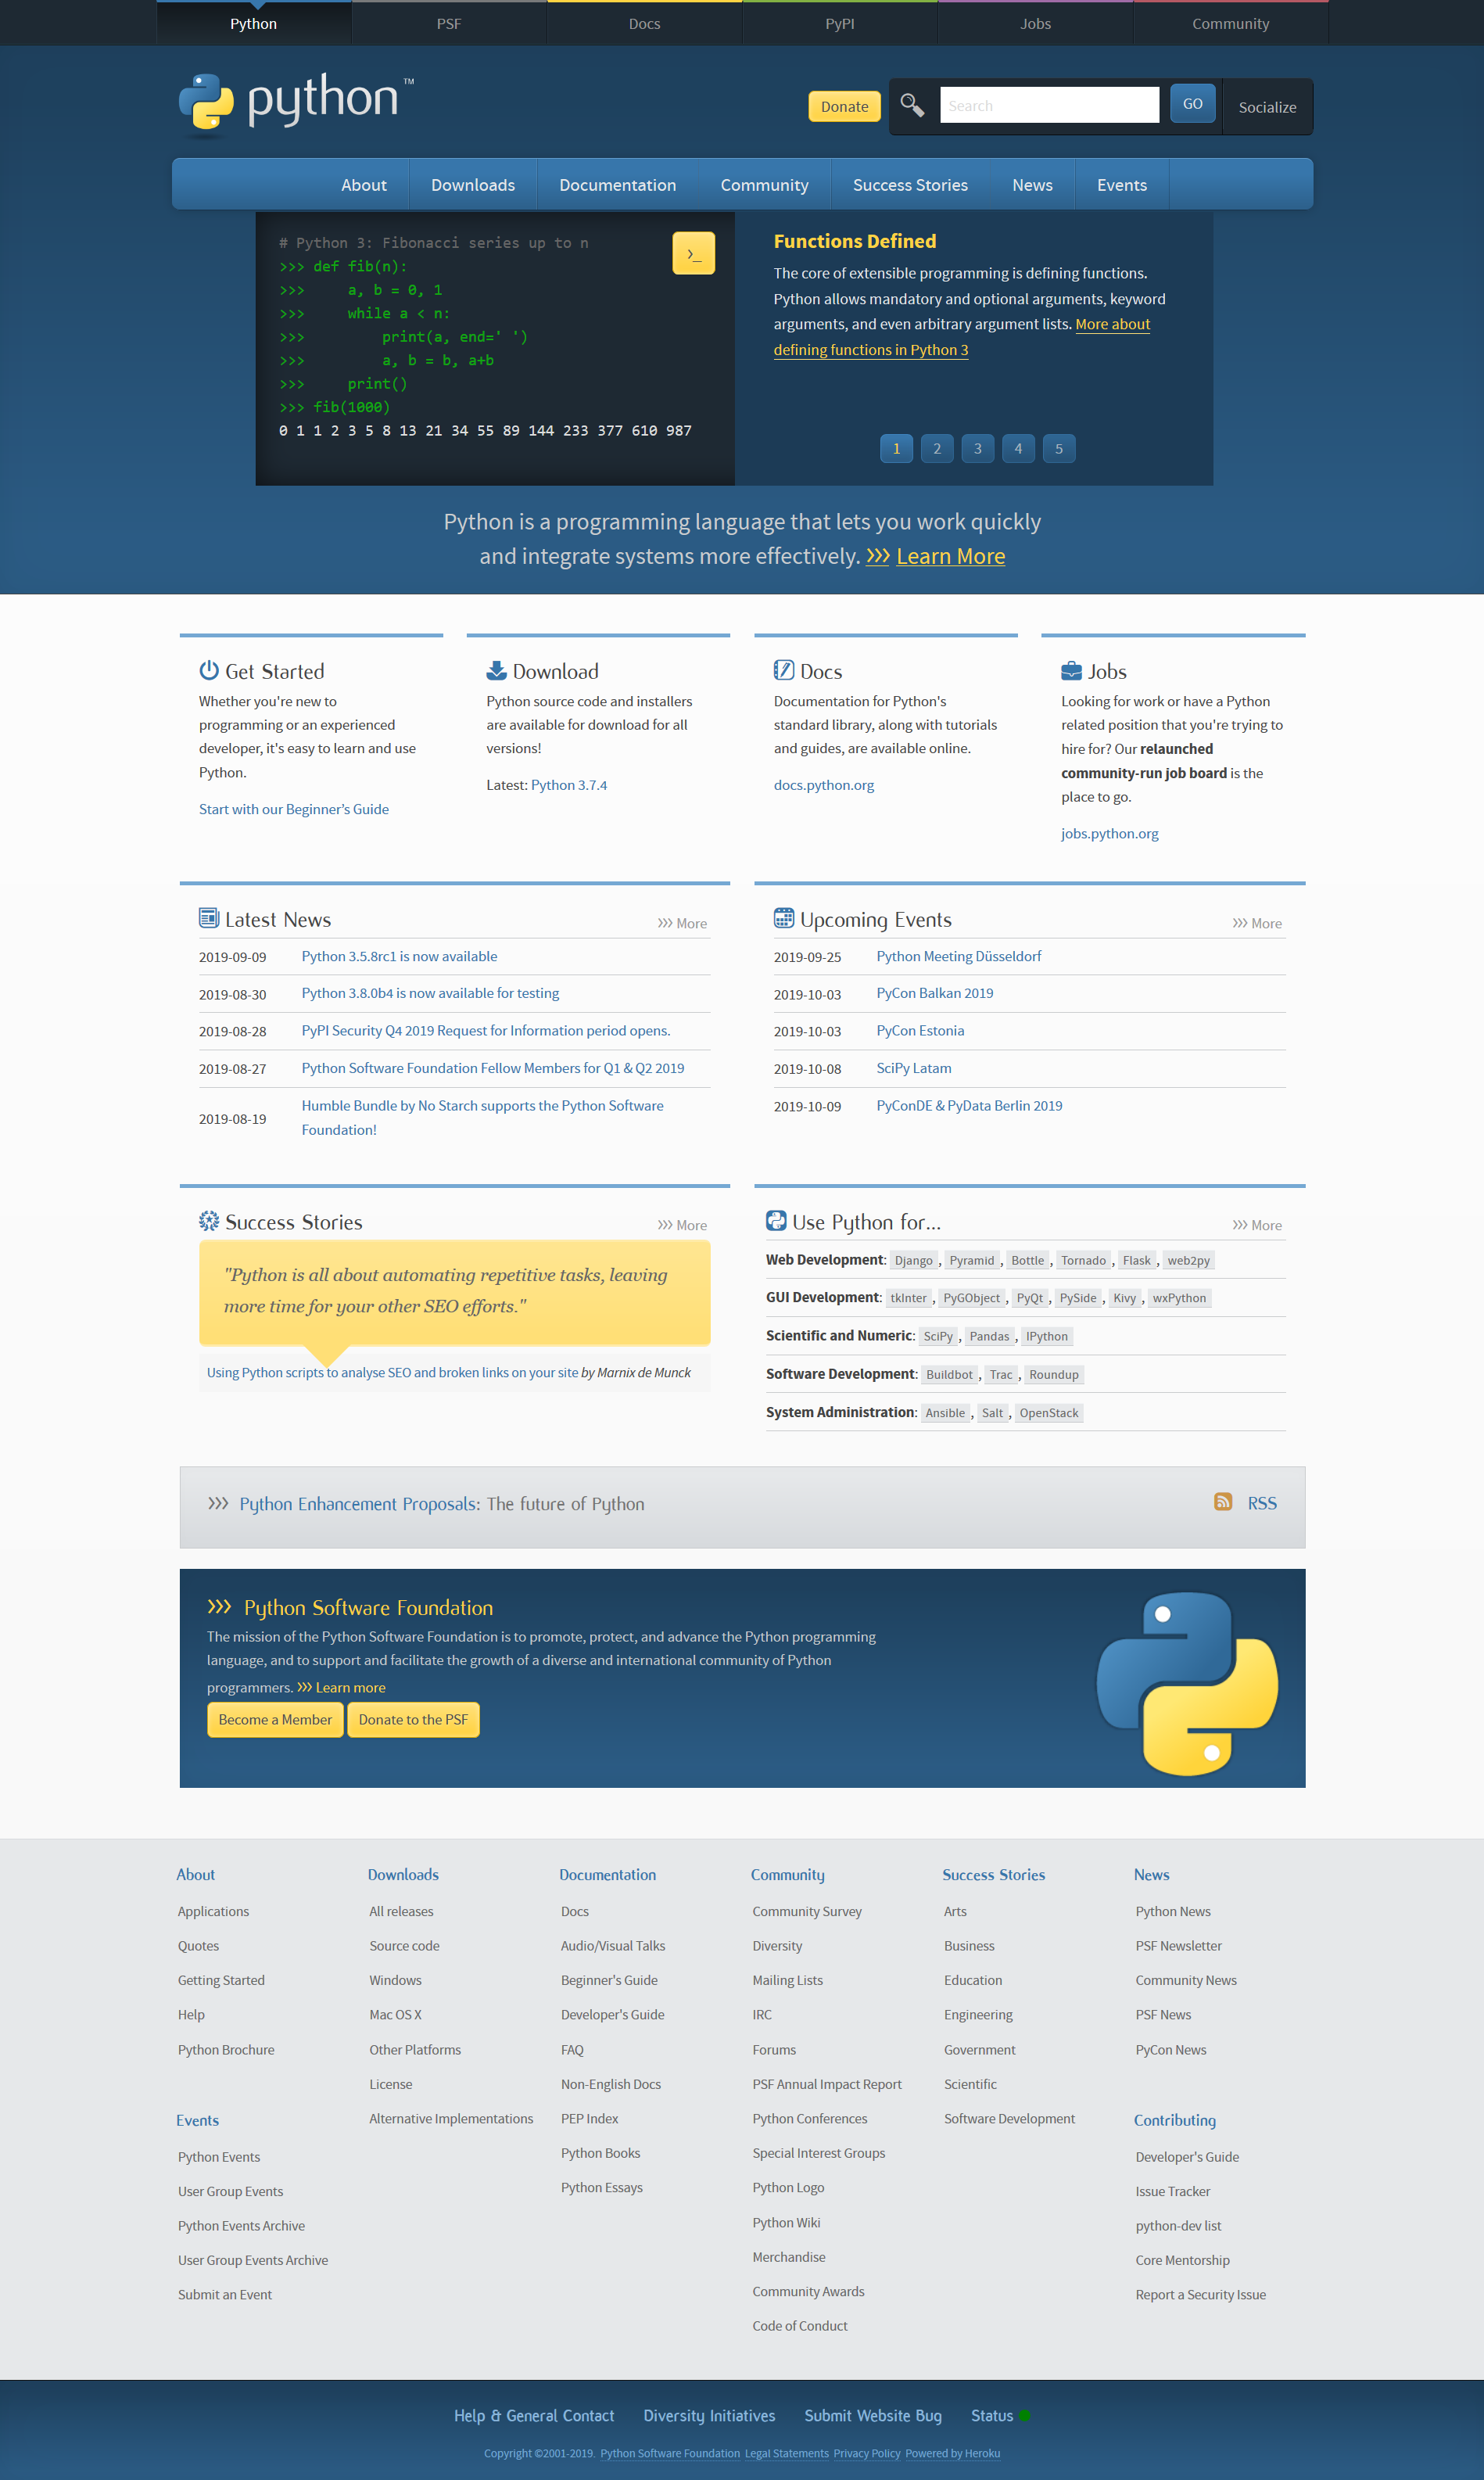 Python PSF Docs PyPI Jobs Community
python™
Donate Search GO Socialize
About Downloads Documentation Community Success Stories News Events
# Python 3: Fibonacci series up to n
>>> def fib(n):
>>>     a, b = 0, 1
>>>     while a < n:
>>>         print(a, end=' ')
>>>         a, b = b, a+b
>>>     print()
>>> fib(1000)
0 1 1 2 3 5 8 13 21 34 55 89 144 233 377 610 987
>_
Functions Defined
The core of extensible programming is defining functions.
Python allows mandatory and optional arguments, keyword
arguments, and even arbitrary argument lists. More about
defining functions in Python 3
1 2 3 4 5
Python is a programming language that lets you work quickly
and integrate systems more effectively. >>> Learn More
Get Started
Whether you're new to
programming or an experienced
developer, it's easy to learn and use
Python.
Start with our Beginner’s Guide
Download
Python source code and installers
are available for download for all
versions!
Latest: Python 3.7.4
Docs
Documentation for Python's
standard library, along with tutorials
and guides, are available online.
docs.python.org
Jobs
Looking for work or have a Python
related position that you're trying to
hire for? Our relaunched
community-run job board is the
place to go.
jobs.python.org
Latest News >>> More
2019-09-09 Python 3.5.8rc1 is now available
2019-08-30 Python 3.8.0b4 is now available for testing
2019-08-28 PyPI Security Q4 2019 Request for Information period opens.
2019-08-27 Python Software Foundation Fellow Members for Q1 & Q2 2019
2019-08-19 Humble Bundle by No Starch supports the Python Software
Foundation!
Upcoming Events >>> More
2019-09-25 Python Meeting Düsseldorf
2019-10-03 PyCon Balkan 2019
2019-10-03 PyCon Estonia
2019-10-08 SciPy Latam
2019-10-09 PyConDE & PyData Berlin 2019
Success Stories >>> More
"Python is all about automating repetitive tasks, leaving
more time for your other SEO efforts."
Using Python scripts to analyse SEO and broken links on your site by Marnix de Munck
Use Python for… >>> More
Web Development: Django, Pyramid, Bottle, Tornado, Flask, web2py
GUI Development: tkInter, PyGObject, PyQt, PySide, Kivy, wxPython
Scientific and Numeric: SciPy, Pandas, IPython
Software Development: Buildbot, Trac, Roundup
System Administration: Ansible, Salt, OpenStack
>>> Python Enhancement Proposals: The future of Python RSS
>>> Python Software Foundation
The mission of the Python Software Foundation is to promote, protect, and advance the Python programming
language, and to support and facilitate the growth of a diverse and international community of Python
programmers. >>> Learn more
Become a Member Donate to the PSF
About
Applications
Quotes
Getting Started
Help
Python Brochure
Downloads
All releases
Source code
Windows
Mac OS X
Other Platforms
License
Alternative Implementations
Documentation
Docs
Audio/Visual Talks
Beginner's Guide
Developer's Guide
FAQ
Non-English Docs
PEP Index
Python Books
Python Essays
Community
Community Survey
Diversity
Mailing Lists
IRC
Forums
PSF Annual Impact Report
Python Conferences
Special Interest Groups
Python Logo
Python Wiki
Merchandise
Community Awards
Code of Conduct
Success Stories
Arts
Business
Education
Engineering
Government
Scientific
Software Development
News
Python News
PSF Newsletter
Community News
PSF News
PyCon News
Events
Python Events
User Group Events
Python Events Archive
User Group Events Archive
Submit an Event
Contributing
Developer's Guide
Issue Tracker
python-dev list
Core Mentorship
Report a Security Issue
Help & General Contact Diversity Initiatives Submit Website Bug Status
Copyright ©2001-2019. Python Software Foundation Legal Statements Privacy Policy Powered by Heroku